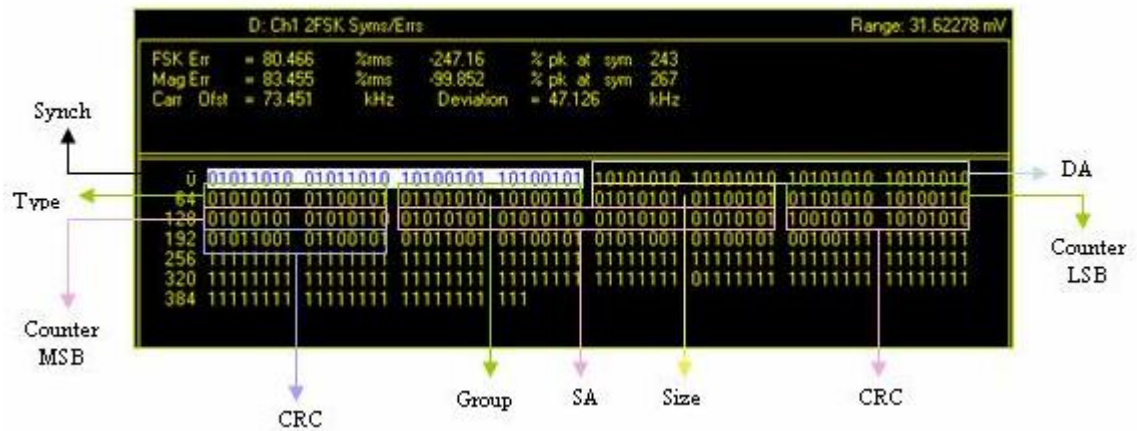 D: Ch1 2FSK Syms/Errs Range: 31.62278 mV
FSK Err = 80.466 %rms -247.16 % pk at sym 243
Mag Err = 83.455 %rms -99.852 % pk at sym 267
Carr Ofst = 73.451 kHz Deviation = 47.126 kHz
Synch
DA
Type
0 01011010 01011010 10100101 10100101 10101010 10101010 10101010 10101010
64 01010101 01100101 01101010 10100110 01010101 01100101 01101010 10100110
128 01010101 01010110 01010101 01010110 01010101 01010101 10010110 10101010
192 01011001 01100101 01011001 01100101 01011001 01100101 00100111 11111111
256 11111111 11111111 11111111 11111111 11111111 11111111 11111111 11111111
320 11111111 11111111 11111111 11111111 11111111 01111111 11111111 11111111
384 11111111 11111111 11111111 111
Counter
LSB
Counter
MSB
CRC
Group
SA
Size
CRC